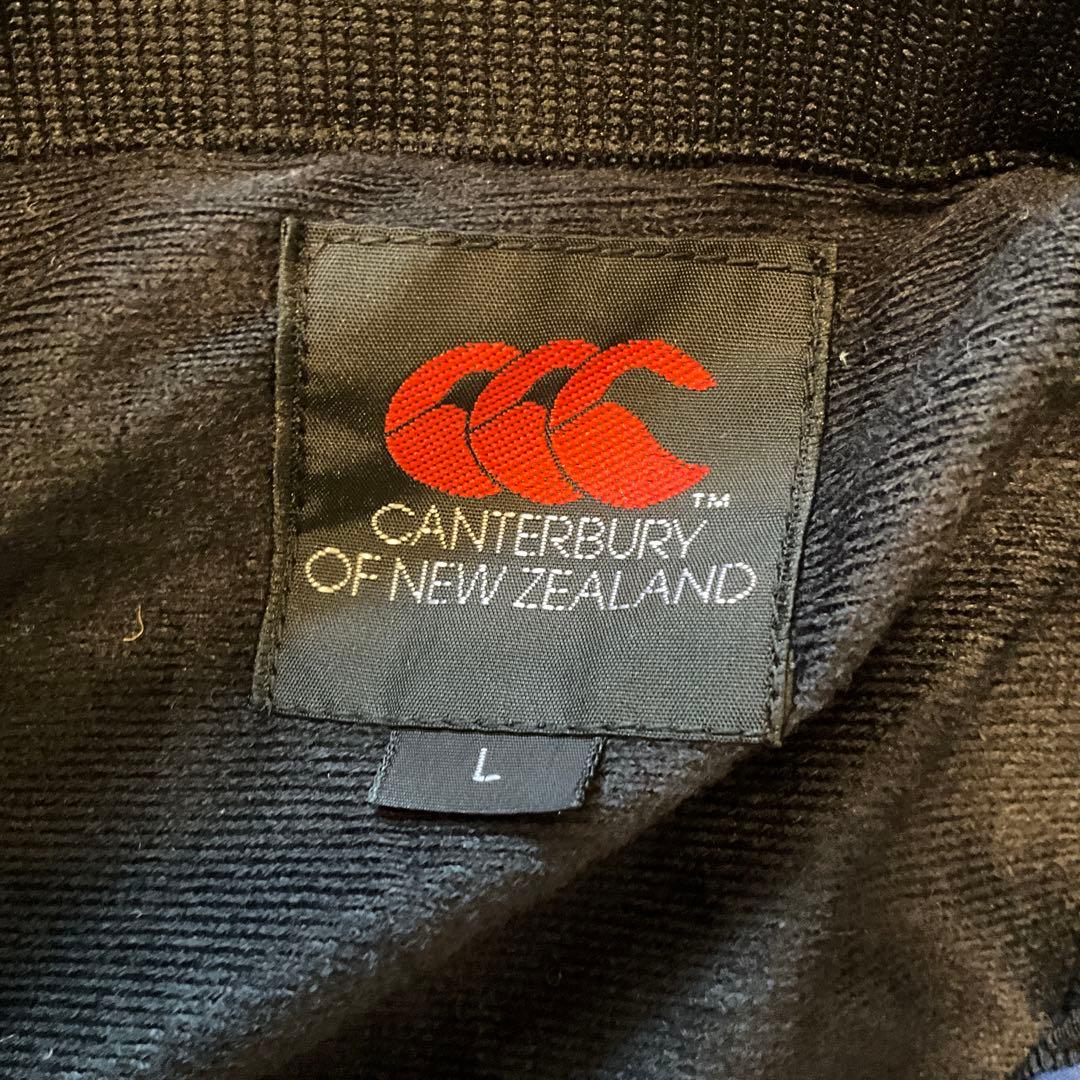 ™
CANTERBURY
OF NEW ZEALAND
L